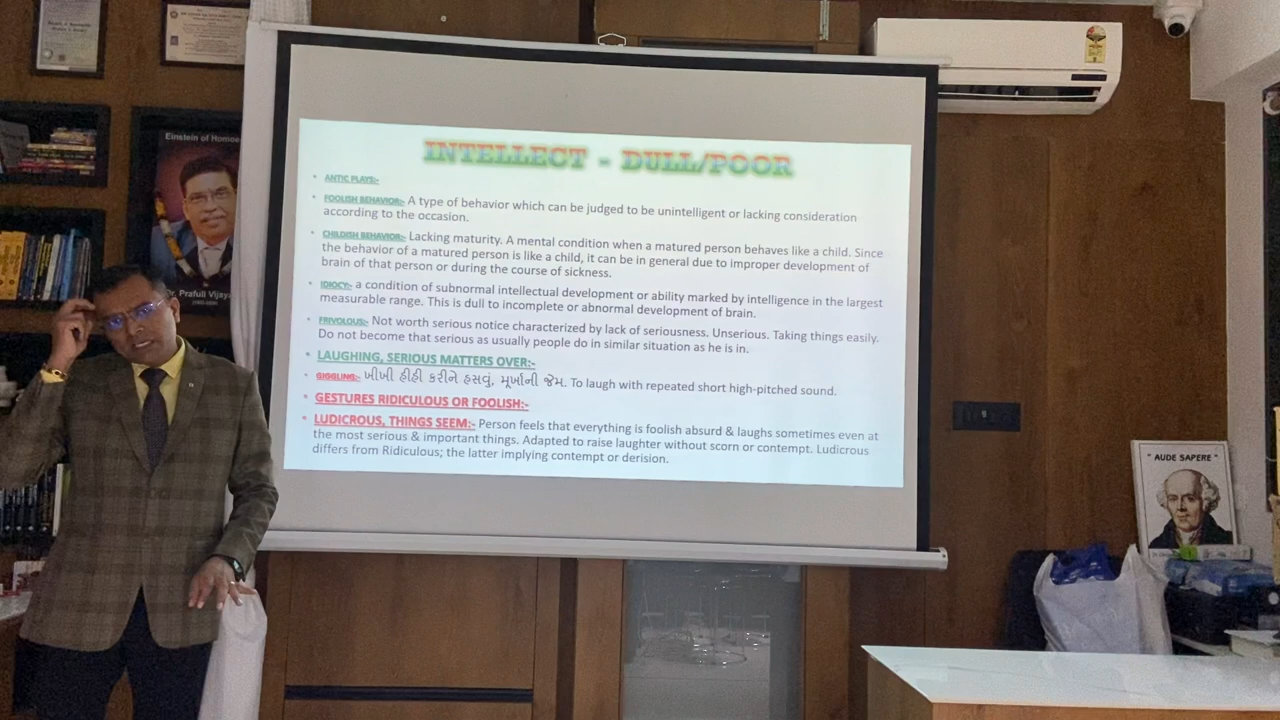 Einstein of Homoe
Dr. Prafull Vijaya
INTELLECT - DULL/POOR
• ANTIC PLAYS:-
• FOOLISH BEHAVIOR:- A type of behavior which can be judged to be unintelligent or lacking consideration
according to the occasion.
• CHILDISH BEHAVIOR:- Lacking maturity. A mental condition when a matured person behaves like a child. Since
the behavior of a matured person is like a child, it can be in general due to improper development of
brain of that person or during the course of sickness.
• IDIOCY:- a condition of subnormal intellectual development or ability marked by intelligence in the largest
measurable range. This is dull to incomplete or abnormal development of brain.
• FRIVOLOUS:- Not worth serious notice characterized by lack of seriousness. Unserious. Taking things easily.
Do not become that serious as usually people do in similar situation as he is in.
• LAUGHING, SERIOUS MATTERS OVER:-
• GIGGLING:- ખીખી હીહી કરીને હસવું, મૂર્ખાની જેમ. To laugh with repeated short high-pitched sound.
• GESTURES RIDICULOUS OR FOOLISH:-
• LUDICROUS, THINGS SEEM:- Person feels that everything is foolish absurd & laughs sometimes even at
the most serious & important things. Adapted to raise laughter without scorn or contempt. Ludicrous
differs from Ridiculous; the latter implying contempt or derision.
" AUDE SAPERE "